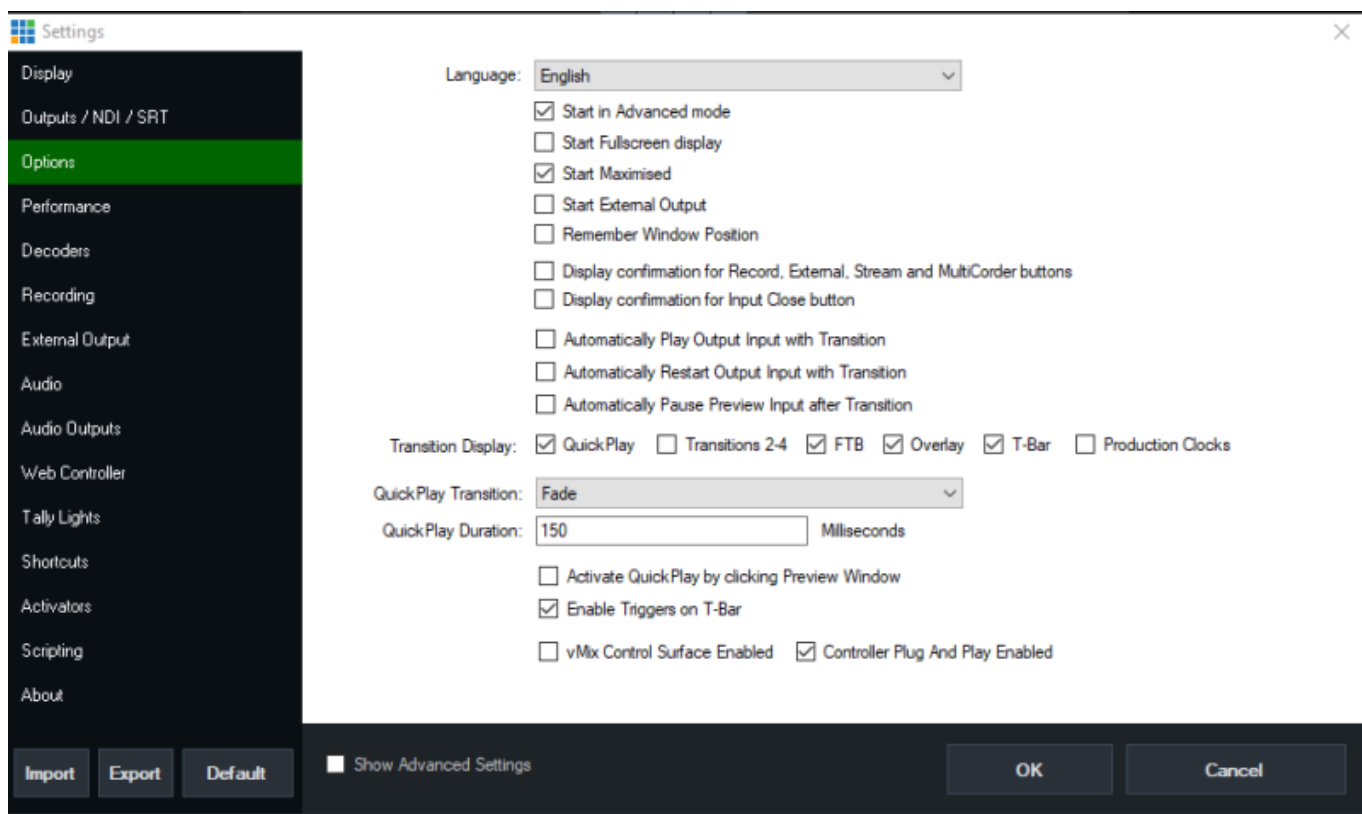 Settings
Display
Outputs / NDI / SRT
Options
Performance
Decoders
Recording
External Output
Audio
Audio Outputs
Web Controller
Tally Lights
Shortcuts
Activators
Scripting
About
Import Export Default
Language: English
Start in Advanced mode
Start Fullscreen display
Start Maximised
Start External Output
Remember Window Position
Display confirmation for Record, External, Stream and MultiCorder buttons
Display confirmation for Input Close button
Automatically Play Output Input with Transition
Automatically Restart Output Input with Transition
Automatically Pause Preview Input after Transition
Transition Display: QuickPlay Transitions 2-4 FTB Overlay T-Bar Production Clocks
QuickPlay Transition: Fade
QuickPlay Duration: 150 Milliseconds
Activate QuickPlay by clicking Preview Window
Enable Triggers on T-Bar
vMix Control Surface Enabled Controller Plug And Play Enabled
Show Advanced Settings OK Cancel